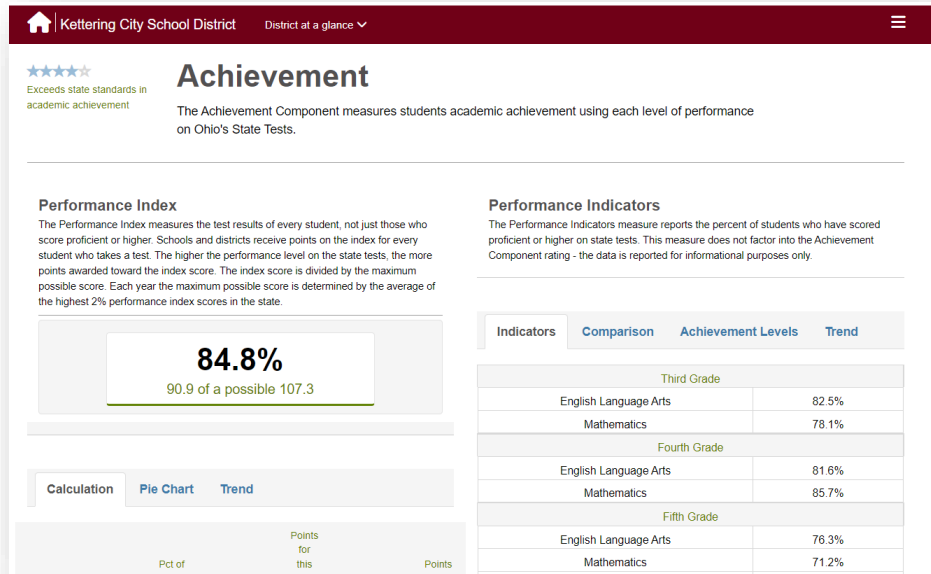 Kettering City School District District at a glance
Exceeds state standards in
academic achievement
Achievement
The Achievement Component measures students academic achievement using each level of performance
on Ohio's State Tests.
Performance Index
The Performance Index measures the test results of every student, not just those who
score proficient or higher. Schools and districts receive points on the index for every
student who takes a test. The higher the performance level on the state tests, the more
points awarded toward the index score. The index score is divided by the maximum
possible score. Each year the maximum possible score is determined by the average of
the highest 2% performance index scores in the state.
84.8%
90.9 of a possible 107.3
Calculation Pie Chart Trend
Points
for
Pct of this Points
Performance Indicators
The Performance Indicators measure reports the percent of students who have scored
proficient or higher on state tests. This measure does not factor into the Achievement
Component rating - the data is reported for informational purposes only.
Indicators Comparison Achievement Levels Trend
Third Grade
English Language Arts 82.5%
Mathematics 78.1%
Fourth Grade
English Language Arts 81.6%
Mathematics 85.7%
Fifth Grade
English Language Arts 76.3%
Mathematics 71.2%